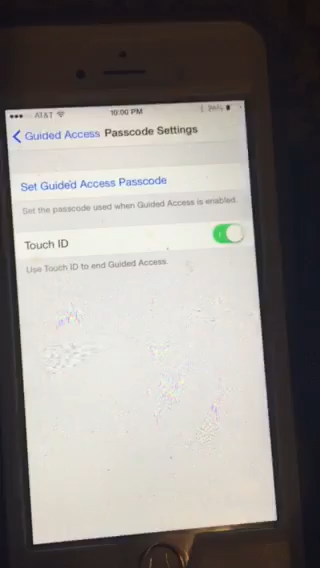 AT&T 10:00 PM
Guided Access Passcode Settings
Set Guided Access Passcode
Set the passcode used when Guided Access is enabled.
Touch ID
Use Touch ID to end Guided Access.